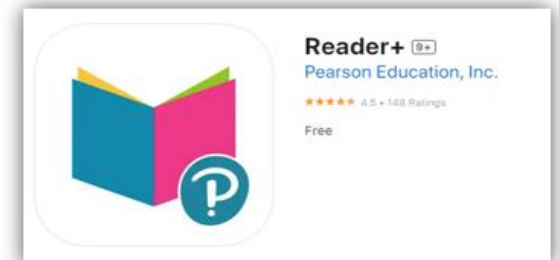 Reader+ 9+
Pearson Education, Inc.
★★★★★ 4.5 • 148 Ratings
Free
P